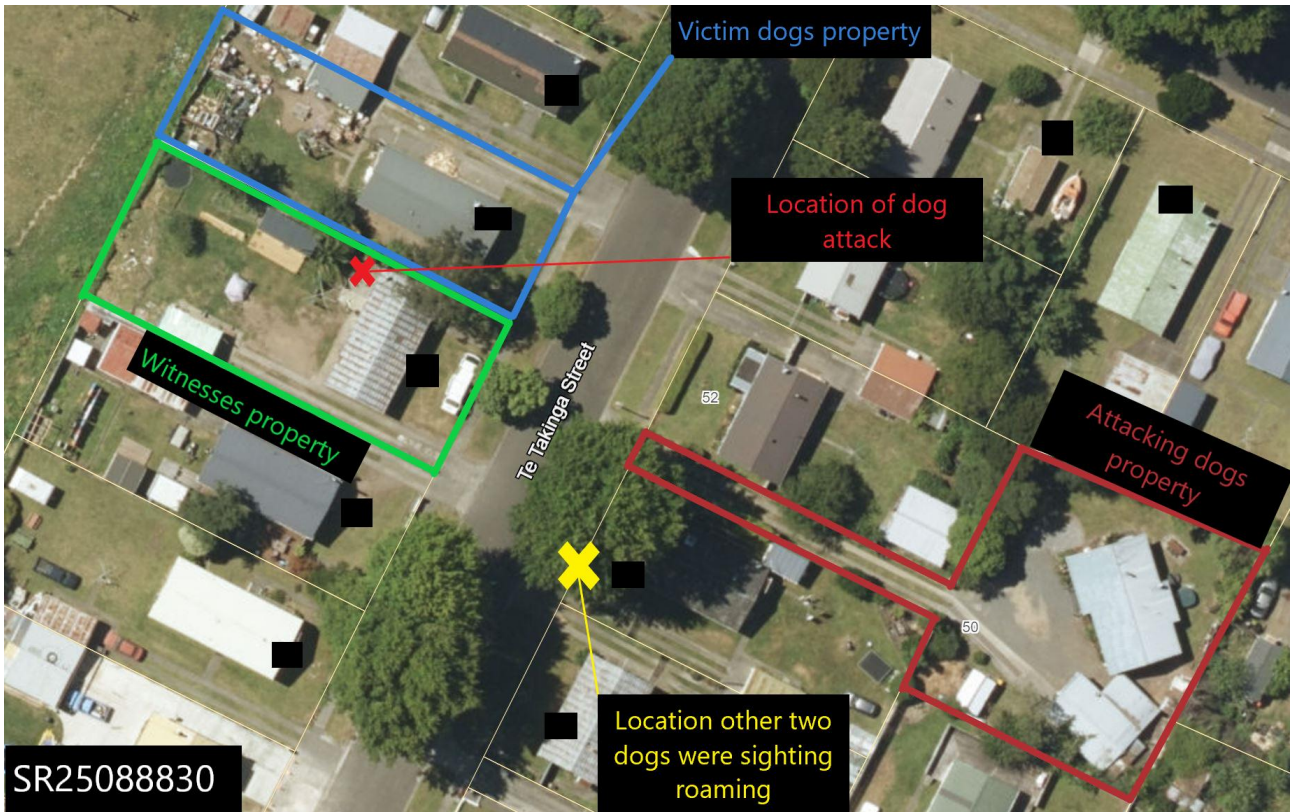 Victim dogs property
Location of dog
attack
Te Takinga Street
52
Witnesses property
Attacking dogs
property
50
Location other two
dogs were sighting
roaming
SR25088830